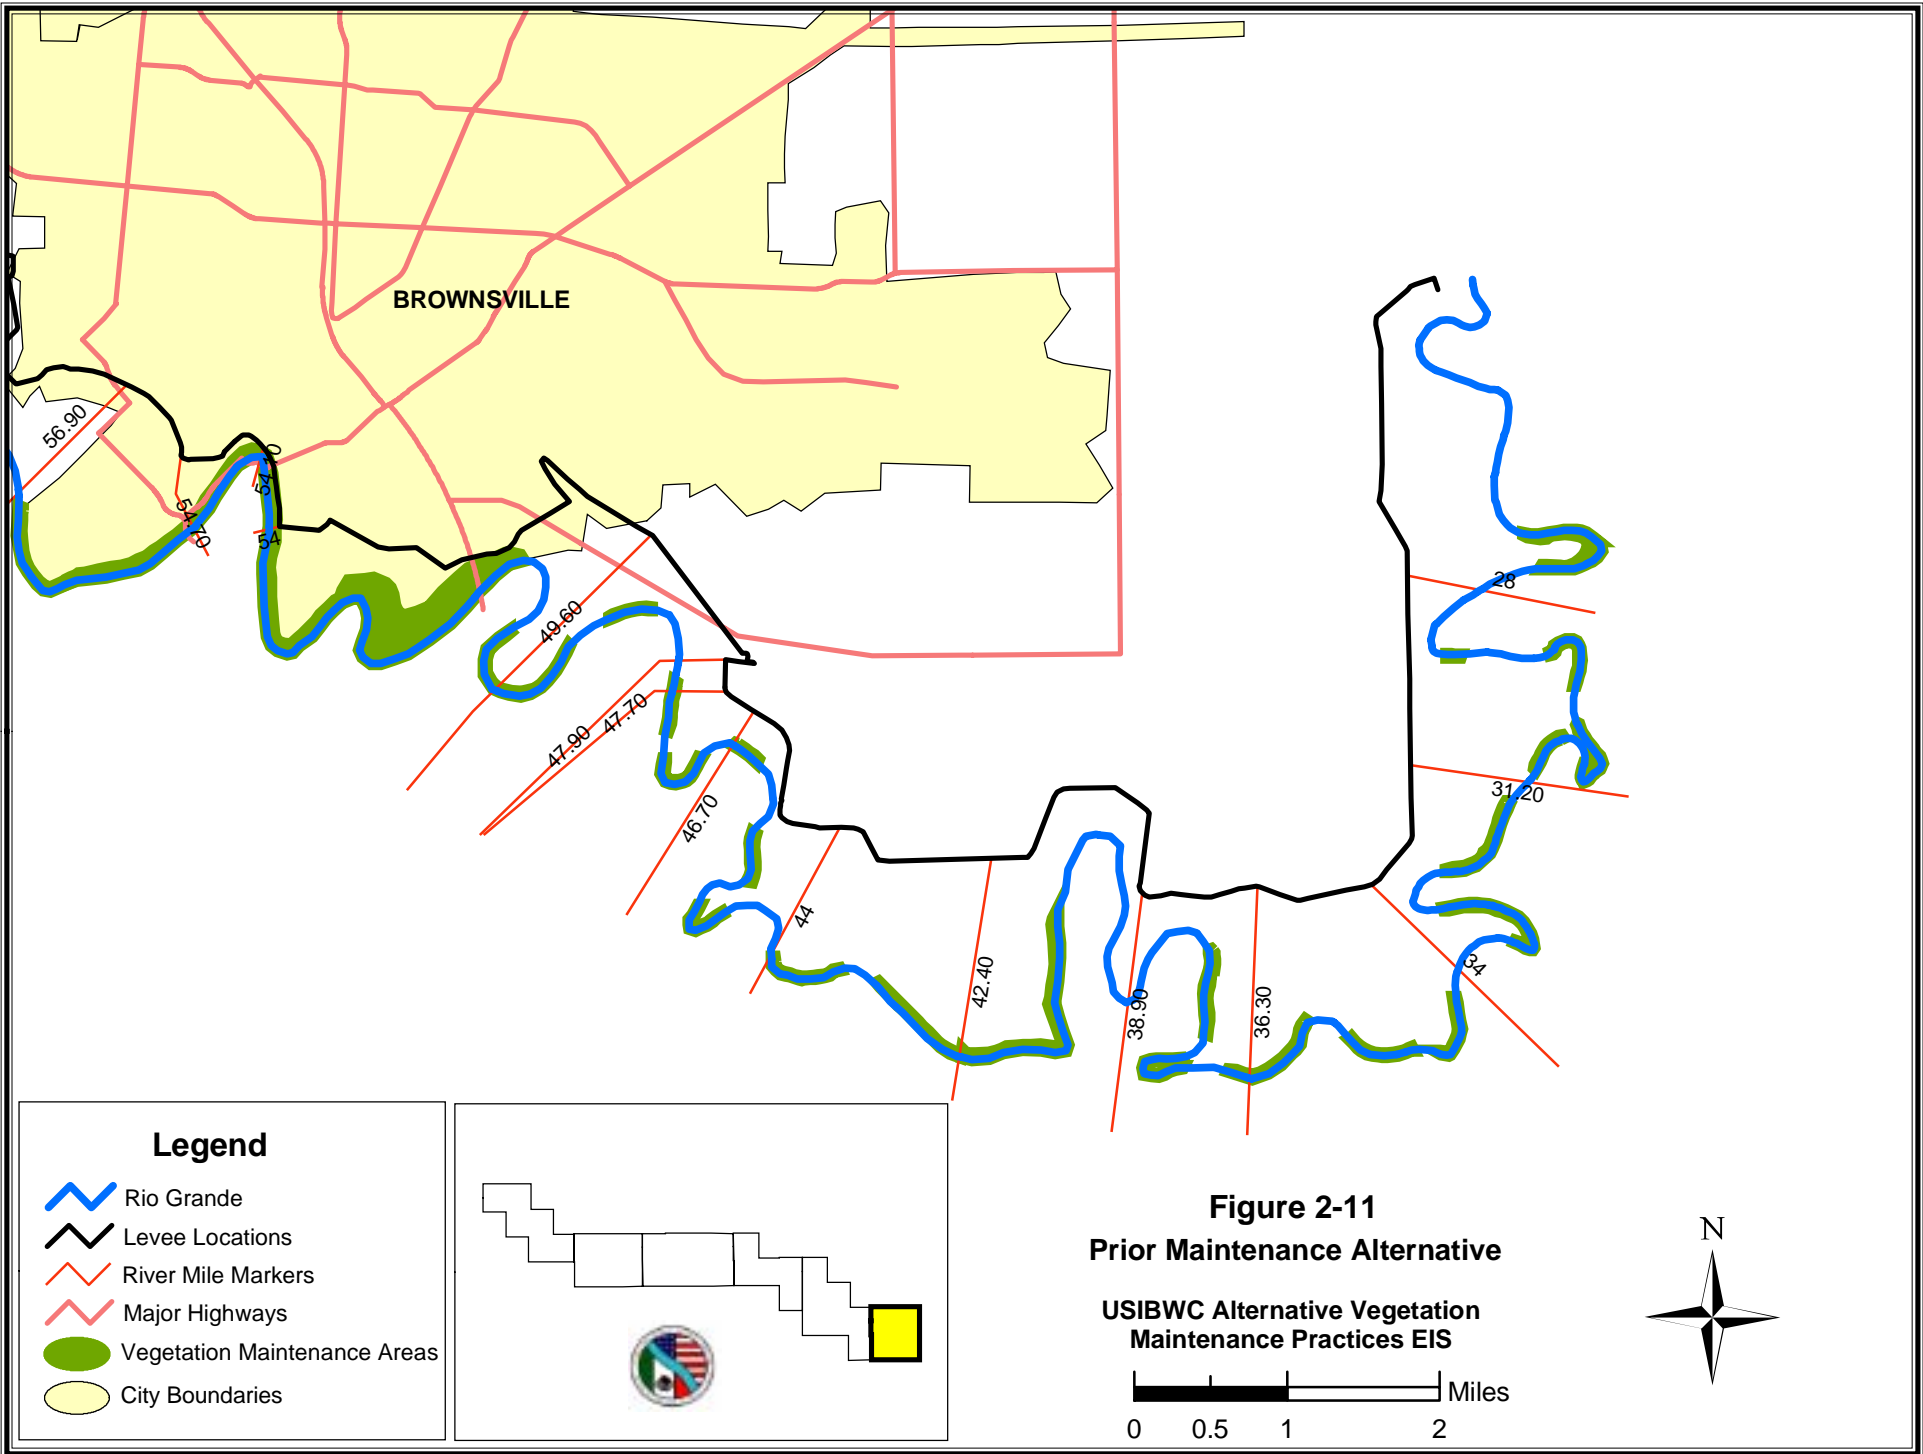 BROWNSVILLE
56.90
54.70
54.10
54
49.60
47.90
47.70
46.70
44
42.40
38.90
36.30
34
31.20
28
Legend
Rio Grande
Levee Locations
River Mile Markers
Major Highways
Vegetation Maintenance Areas
City Boundaries
Figure 2-11
Prior Maintenance Alternative
USIBWC Alternative Vegetation
Maintenance Practices EIS
Miles
0 0.5 1 2
N